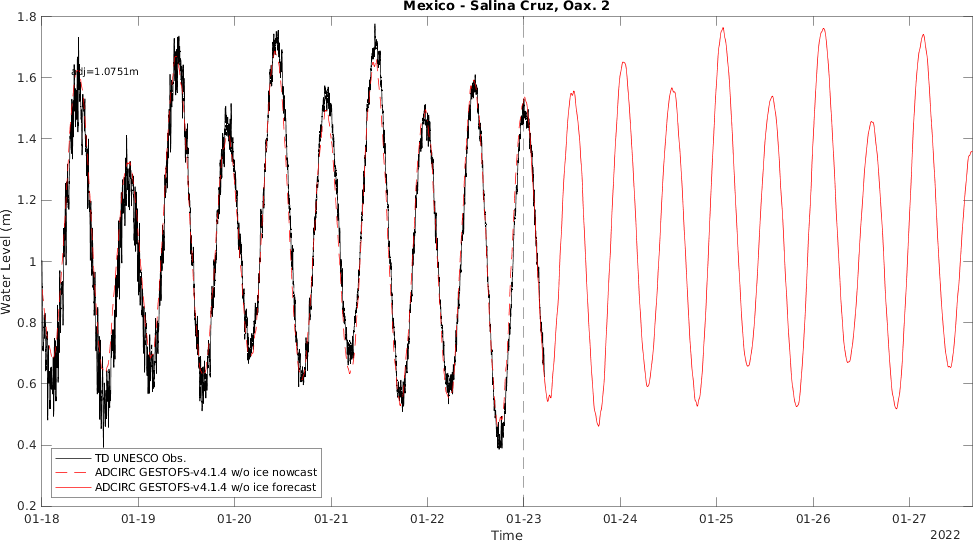 Mexico - Salina Cruz, Oax. 2
1.8
1.6
1.4
1.2
1
0.8
0.6
0.4
0.2
Water Level (m)
adj=1.0751m
TD UNESCO Obs.
ADCIRC GESTOFS-v4.1.4 w/o ice nowcast
ADCIRC GESTOFS-v4.1.4 w/o ice forecast
01-18 01-19 01-20 01-21 01-22 01-23 01-24 01-25 01-26 01-27
Time
2022